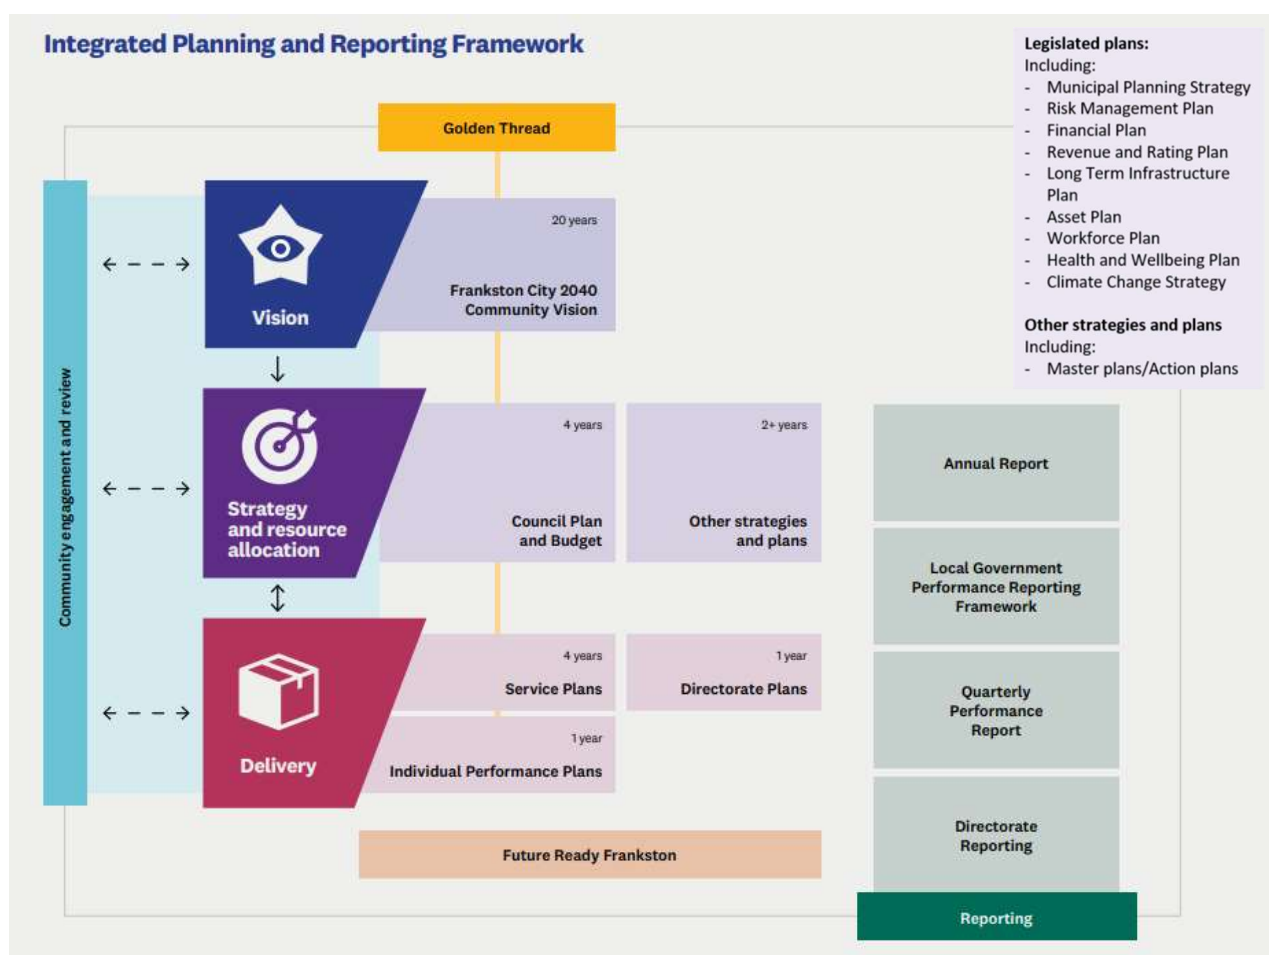 Integrated Planning and Reporting Framework
Legislated plans:
Including:
- Municipal Planning Strategy
- Risk Management Plan
- Financial Plan
- Revenue and Rating Plan
- Long Term Infrastructure
Plan
- Asset Plan
- Workforce Plan
- Health and Wellbeing Plan
- Climate Change Strategy
Other strategies and plans
Including:
- Master plans/Action plans
Golden Thread
Community engagement and review
Vision
20 years
Frankston City 2040
Community Vision
Strategy
and resource
allocation
4 years
Council Plan
and Budget
2+ years
Other strategies
and plans
Delivery
4 years
Service Plans
1 year
Directorate Plans
1 year
Individual Performance Plans
Future Ready Frankston
Annual Report
Local Government
Performance Reporting
Framework
Quarterly
Performance
Report
Directorate
Reporting
Reporting